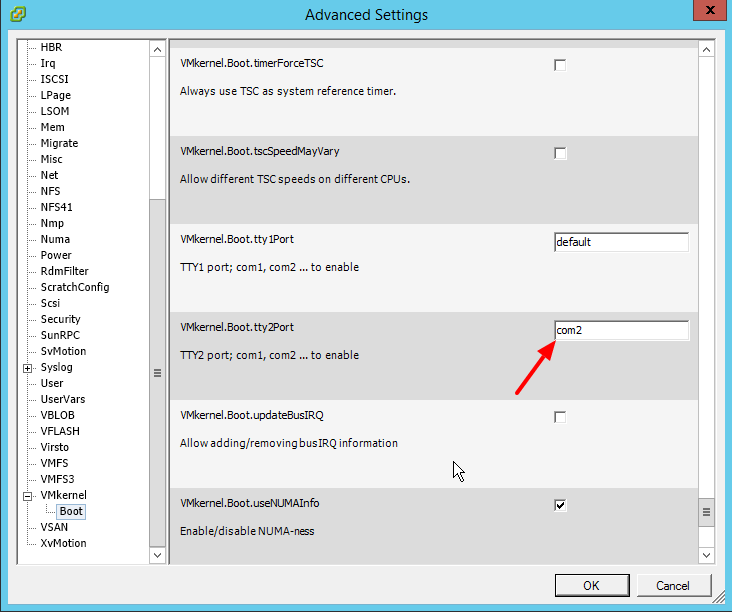 Advanced Settings
HBR
Irq
ISCSI
LPage
LSOM
Mem
Migrate
Misc
Net
NFS
NFS41
Nmp
Numa
Power
RdmFilter
ScratchConfig
Scsi
Security
SunRPC
SvMotion
Syslog
User
UserVars
VBLOB
VFLASH
Virsto
VMFS
VMFS3
VMkernel
Boot
VSAN
XvMotion
VMkernel.Boot.timerForceTSC
Always use TSC as system reference timer.
VMkernel.Boot.tscSpeedMayVary
Allow different TSC speeds on different CPUs.
VMkernel.Boot.tty1Port
default
TTY1 port; com1, com2 ... to enable
VMkernel.Boot.tty2Port
com2
TTY2 port; com1, com2 ... to enable
VMkernel.Boot.updateBusIRQ
Allow adding/removing busIRQ information
VMkernel.Boot.useNUMAInfo
Enable/disable NUMA-ness
OK
Cancel